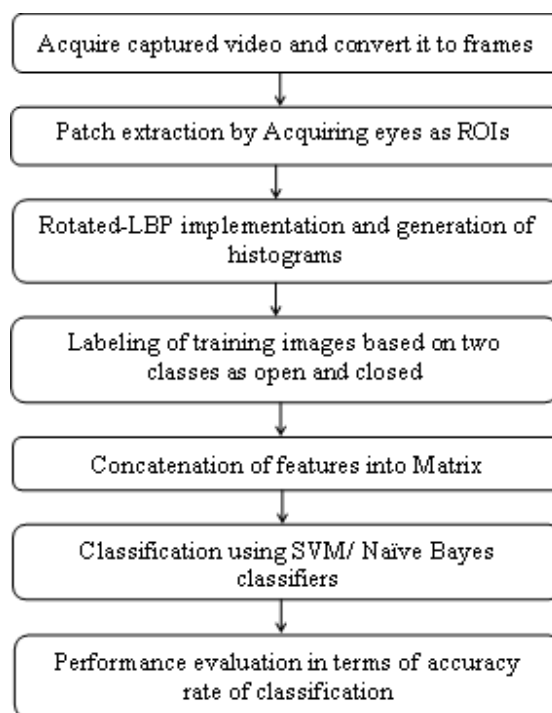 Acquire captured video and convert it to frames
Patch extraction by Acquiring eyes as ROIs
Rotated-LBP implementation and generation of
histograms
Labeling of training images based on two
classes as open and closed
Concatenation of features into Matrix
Classification using SVM/ Naïve Bayes
classifiers
Performance evaluation in terms of accuracy
rate of classification